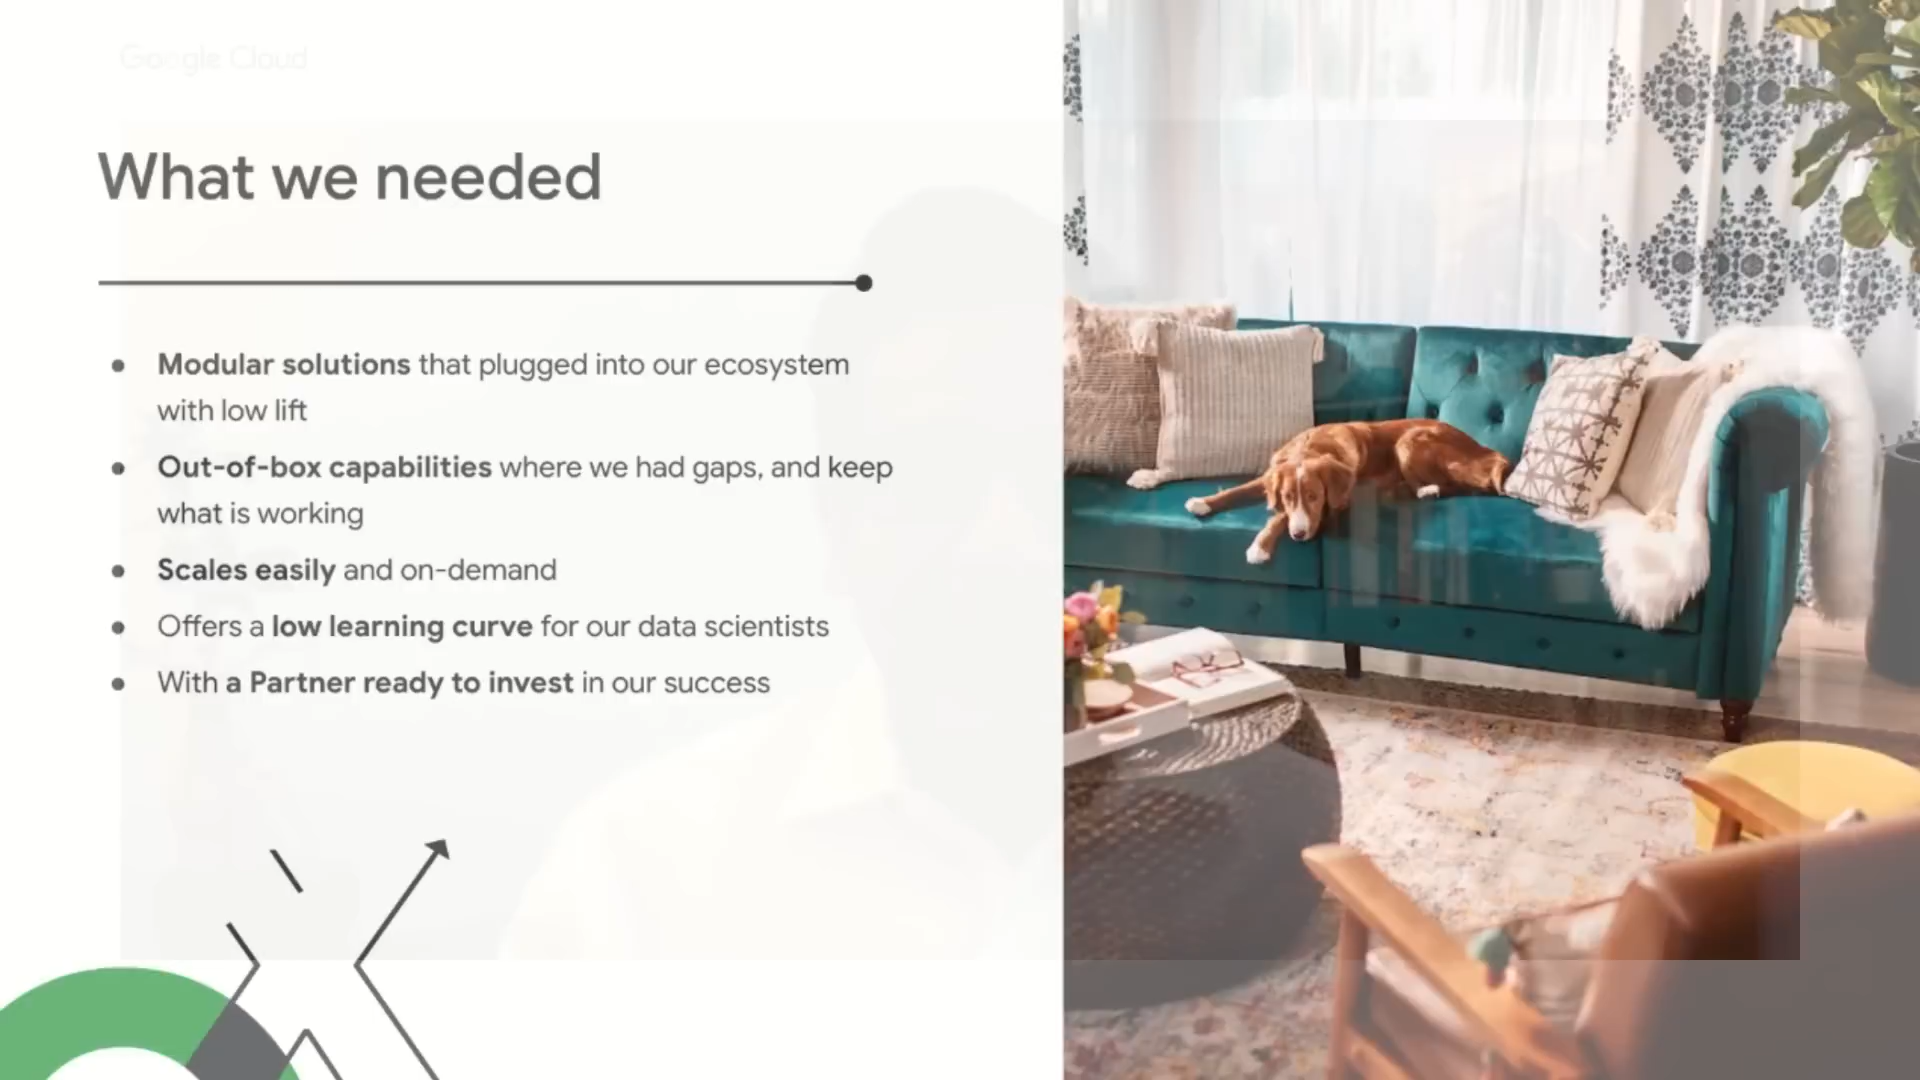 Google Cloud
What we needed
● Modular solutions that plugged into our ecosystem
with low lift
● Out-of-box capabilities where we had gaps, and keep
what is working
● Scales easily and on-demand
● Offers a low learning curve for our data scientists
● With a Partner ready to invest in our success